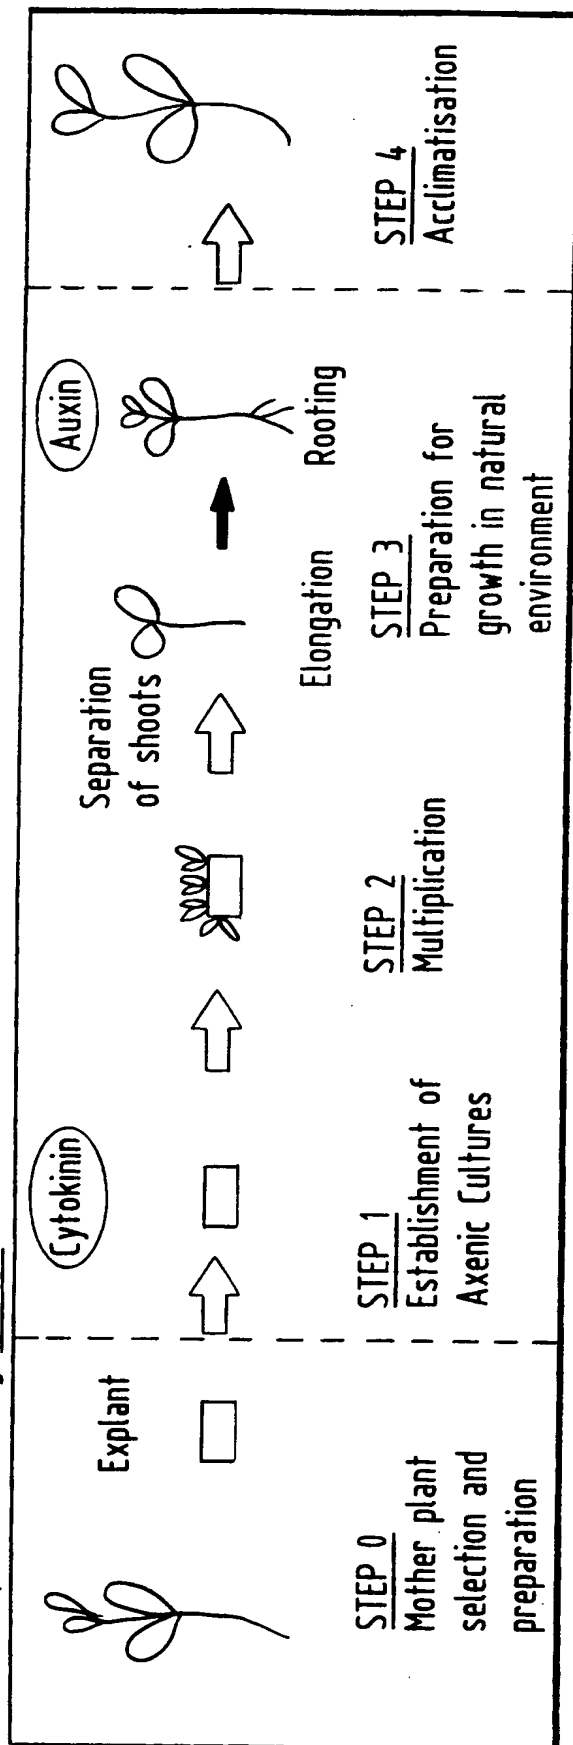 Explant
STEP 0
Mother plant
selection and
preparation
Cytokinin
STEP 1
Establishment of
Axenic Cultures
STEP 2
Multiplication
Separation
of shoots
Elongation
Auxin
Rooting
STEP 3
Preparation for
growth in natural
environment
STEP 4
Acclimatisation